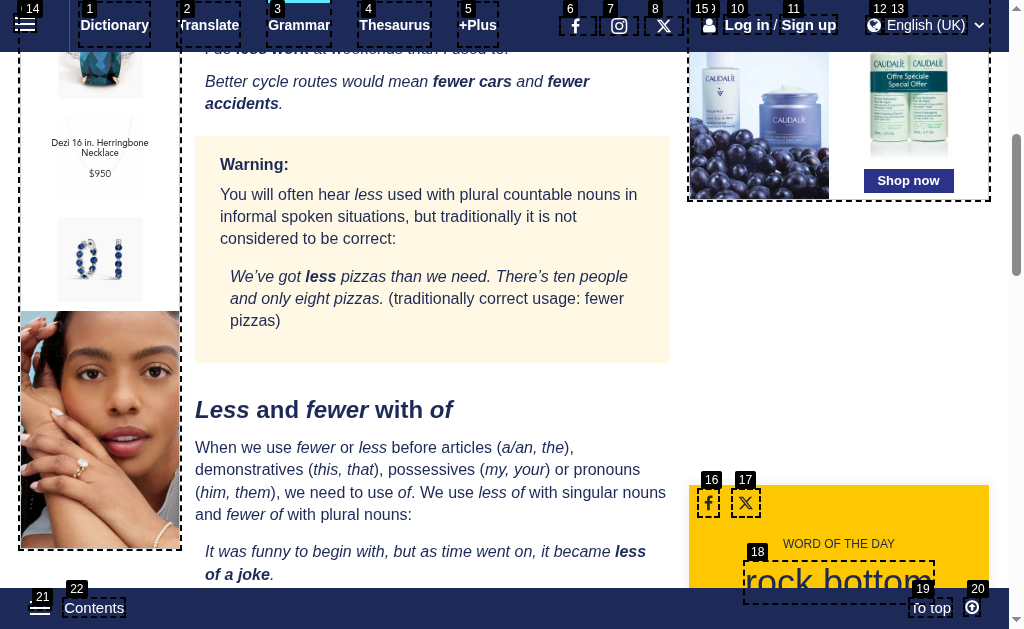 14 1 2 3 4 5 6 7 8 15 9 10 11 12 13
Dictionary Translate Grammar Thesaurus +Plus Log in / Sign up English (UK)
I do less work at weekends than I used to.
Better cycle routes would mean fewer cars and fewer
accidents.
Dezi 16 in. Herringbone
Necklace
$950
Warning:
You will often hear less used with plural countable nouns in
informal spoken situations, but traditionally it is not
considered to be correct:
We’ve got less pizzas than we need. There’s ten people
and only eight pizzas. (traditionally correct usage: fewer
pizzas)
Less and fewer with of
When we use fewer or less before articles (a/an, the),
demonstratives (this, that), possessives (my, your) or pronouns
(him, them), we need to use of. We use less of with singular nouns
and fewer of with plural nouns:
It was funny to begin with, but as time went on, it became less
of a joke.
CAUDALÍE
CAUDALÍE
CAUDALÍE CAUDALÍE
Offre Spéciale
Special Offer
Shop now
16 17
WORD OF THE DAY
18
rock bottom
21 22 19 20
Contents To top